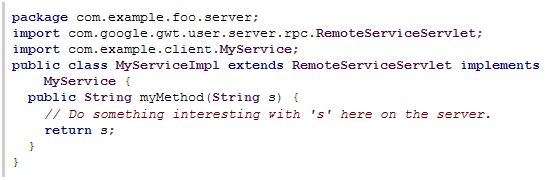 package com.example.foo.server;
import com.google.gwt.user.server.rpc.RemoteServiceServlet;
import com.example.client.MyService;
public class MyServiceImpl extends RemoteServiceServlet implements
    MyService {
  public String myMethod(String s) {
    // Do something interesting with 's' here on the server.
    return s;
  }
}